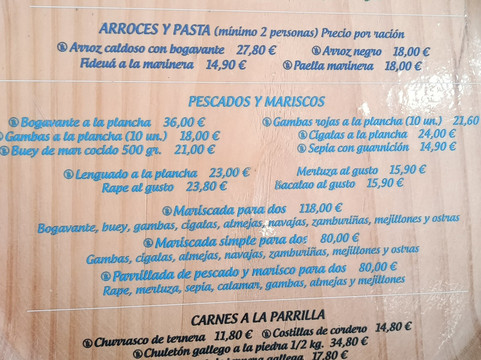 ARROCES Y PASTA (mínimo 2 personas) Precio por ración
Arroz caldoso con bogavante 27,80 € Arroz negro 18,00 €
Fideuá a la marinera 14,90 € Paella marinera 18,00 €
PESCADOS Y MARISCOS
Bogavante a la plancha 36,00 € Gambas rojas a la plancha (10 un.) 21,60
Gambas a la plancha (10 un.) 18,00 € Cigalas a la plancha 24,00 €
Buey de mar cocido 500 gr. 21,00 € Sepia con guarnición 14,90 €
Lenguado a la plancha 23,00 € Merluza al gusto 15,90 €
Rape al gusto 23,80 € Bacalao al gusto 15,90 €
Mariscada para dos 118,00 €
Bogavante, buey, gambas, cigalas, almejas, navajas, zamburiñas, mejillones y ostras
Mariscada simple para dos 80,00 €
Gambas, cigalas, almejas, navajas, zamburiñas, mejillones y ostras
Parrillada de pescado y marisco para dos 80,00 €
Rape, merluza, sepia, calamar, gambas, almejas y mejillones
CARNES A LA PARRILLA
Churrasco de ternera 11,80 € Costillas de cordero 14,80 €
Chuletón gallego a la piedra 1/2 kg. 34,80 €
ternera gallega 17,80 €